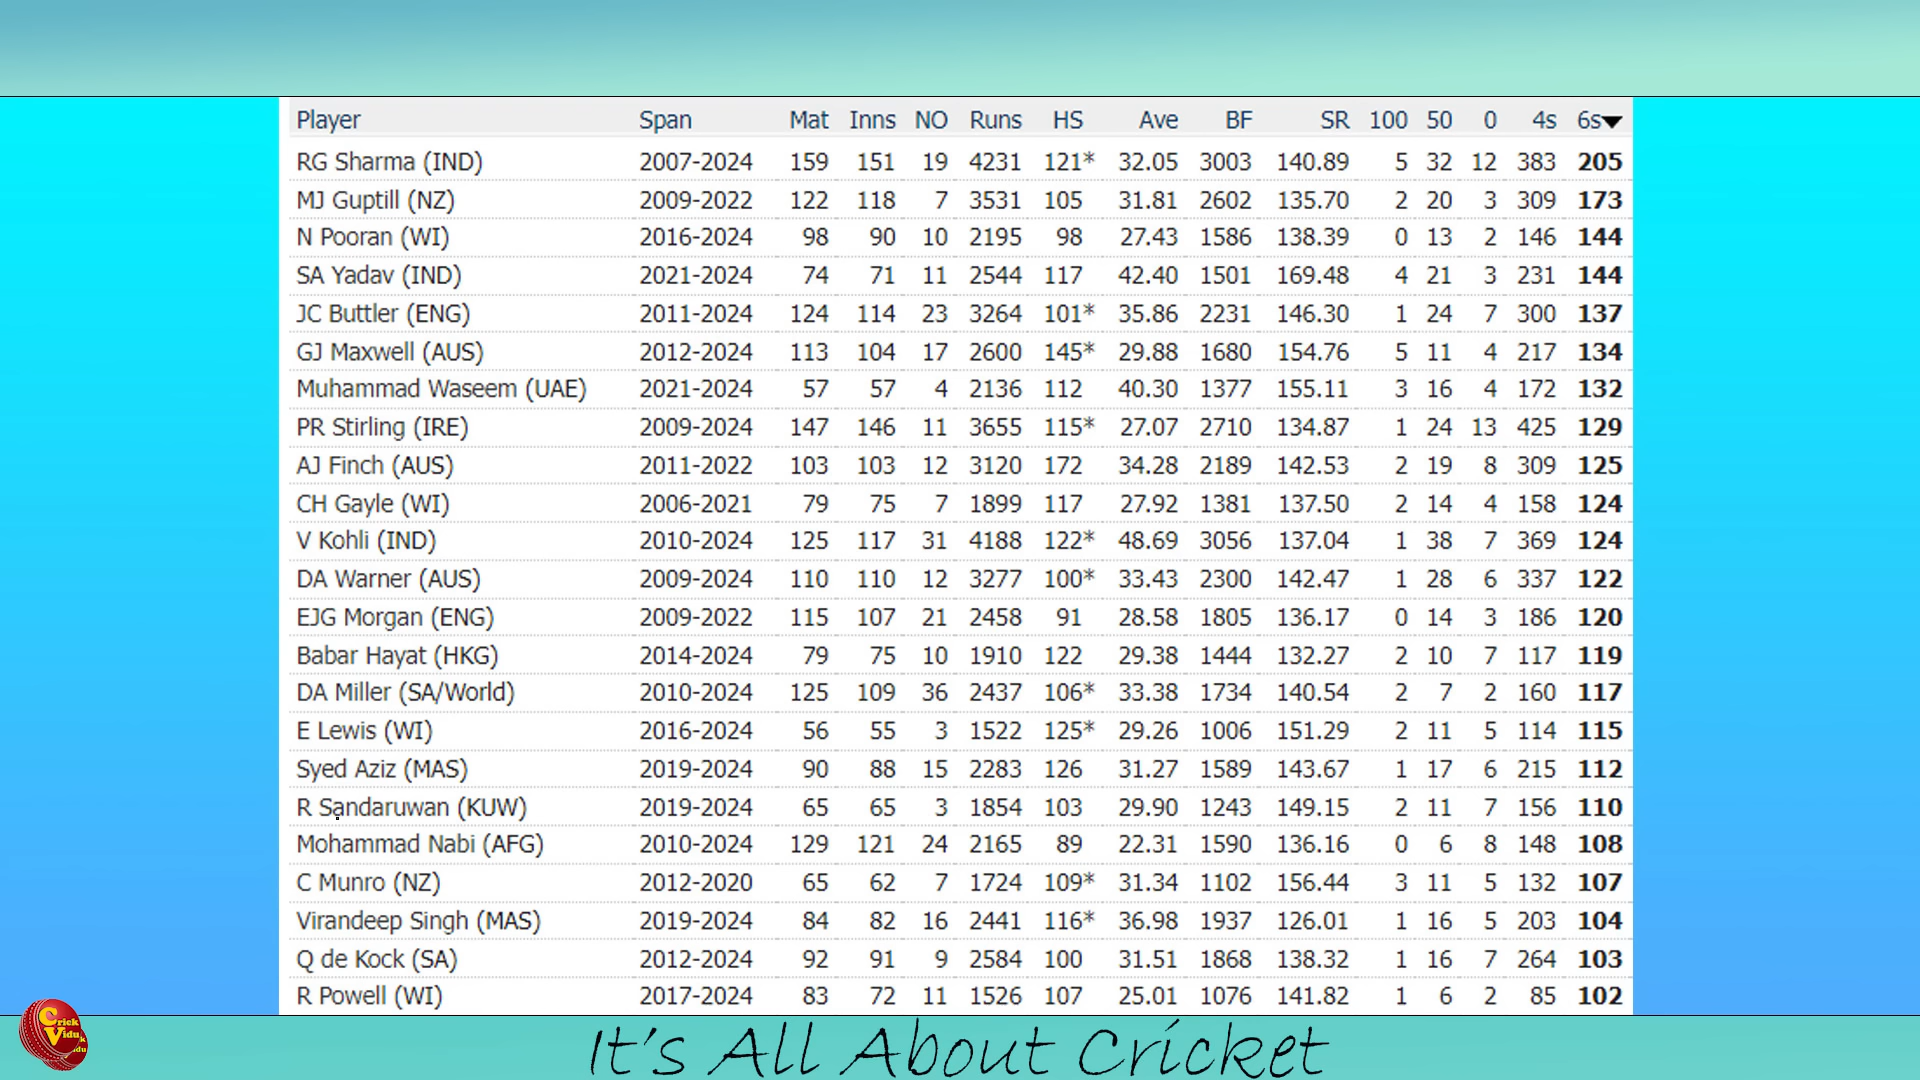 Player Span Mat Inns NO Runs HS Ave BF SR 100 50 0 4s 6s
RG Sharma (IND) 2007-2024 159 151 19 4231 121* 32.05 3003 140.89 5 32 12 383 205
MJ Guptill (NZ) 2009-2022 122 118 7 3531 105 31.81 2602 135.70 2 20 3 309 173
N Pooran (WI) 2016-2024 98 90 10 2195 98 27.43 1586 138.39 0 13 2 146 144
SA Yadav (IND) 2021-2024 74 71 11 2544 117 42.40 1501 169.48 4 21 3 231 144
JC Buttler (ENG) 2011-2024 124 114 23 3264 101* 35.86 2231 146.30 1 24 7 300 137
GJ Maxwell (AUS) 2012-2024 113 104 17 2600 145* 29.88 1680 154.76 5 11 4 217 134
Muhammad Waseem (UAE) 2021-2024 57 57 4 2136 112 40.30 1377 155.11 3 16 4 172 132
PR Stirling (IRE) 2009-2024 147 146 11 3655 115* 27.07 2710 134.87 1 24 13 425 129
AJ Finch (AUS) 2011-2022 103 103 12 3120 172 34.28 2189 142.53 2 19 8 309 125
CH Gayle (WI) 2006-2021 79 75 7 1899 117 27.92 1381 137.50 2 14 4 158 124
V Kohli (IND) 2010-2024 125 117 31 4188 122* 48.69 3056 137.04 1 38 7 369 124
DA Warner (AUS) 2009-2024 110 110 12 3277 100* 33.43 2300 142.47 1 28 6 337 122
EJG Morgan (ENG) 2009-2022 115 107 21 2458 91 28.58 1805 136.17 0 14 3 186 120
Babar Hayat (HKG) 2014-2024 79 75 10 1910 122 29.38 1444 132.27 2 10 7 117 119
DA Miller (SA/World) 2010-2024 125 109 36 2437 106* 33.38 1734 140.54 2 7 2 160 117
E Lewis (WI) 2016-2024 56 55 3 1522 125* 29.26 1006 151.29 2 11 5 114 115
Syed Aziz (MAS) 2019-2024 90 88 15 2283 126 31.27 1589 143.67 1 17 6 215 112
R Sandaruwan (KUW) 2019-2024 65 65 3 1854 103 29.90 1243 149.15 2 11 7 156 110
Mohammad Nabi (AFG) 2010-2024 129 121 24 2165 89 22.31 1590 136.16 0 6 8 148 108
C Munro (NZ) 2012-2020 65 62 7 1724 109* 31.34 1102 156.44 3 11 5 132 107
Virandeep Singh (MAS) 2019-2024 84 82 16 2441 116* 36.98 1937 126.01 1 16 5 203 104
Q de Kock (SA) 2012-2024 92 91 9 2584 100 31.51 1868 138.32 1 16 7 264 103
R Powell (WI) 2017-2024 83 72 11 1526 107 25.01 1076 141.82 1 6 2 85 102
Crick
Vidu
It's All About Cricket